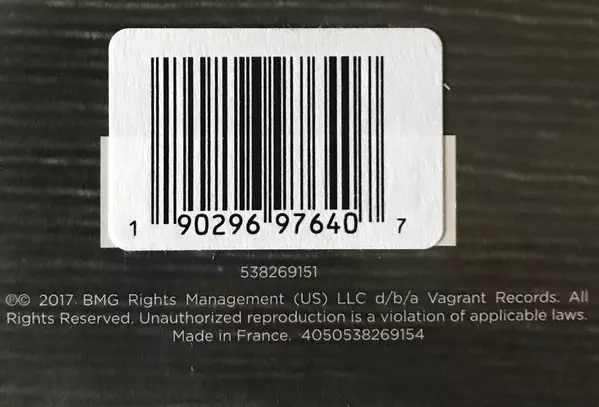 1 90296 97640 7
538269151
℗© 2017 BMG Rights Management (US) LLC d/b/a Vagrant Records. All
Rights Reserved. Unauthorized reproduction is a violation of applicable laws.
Made in France. 4050538269154